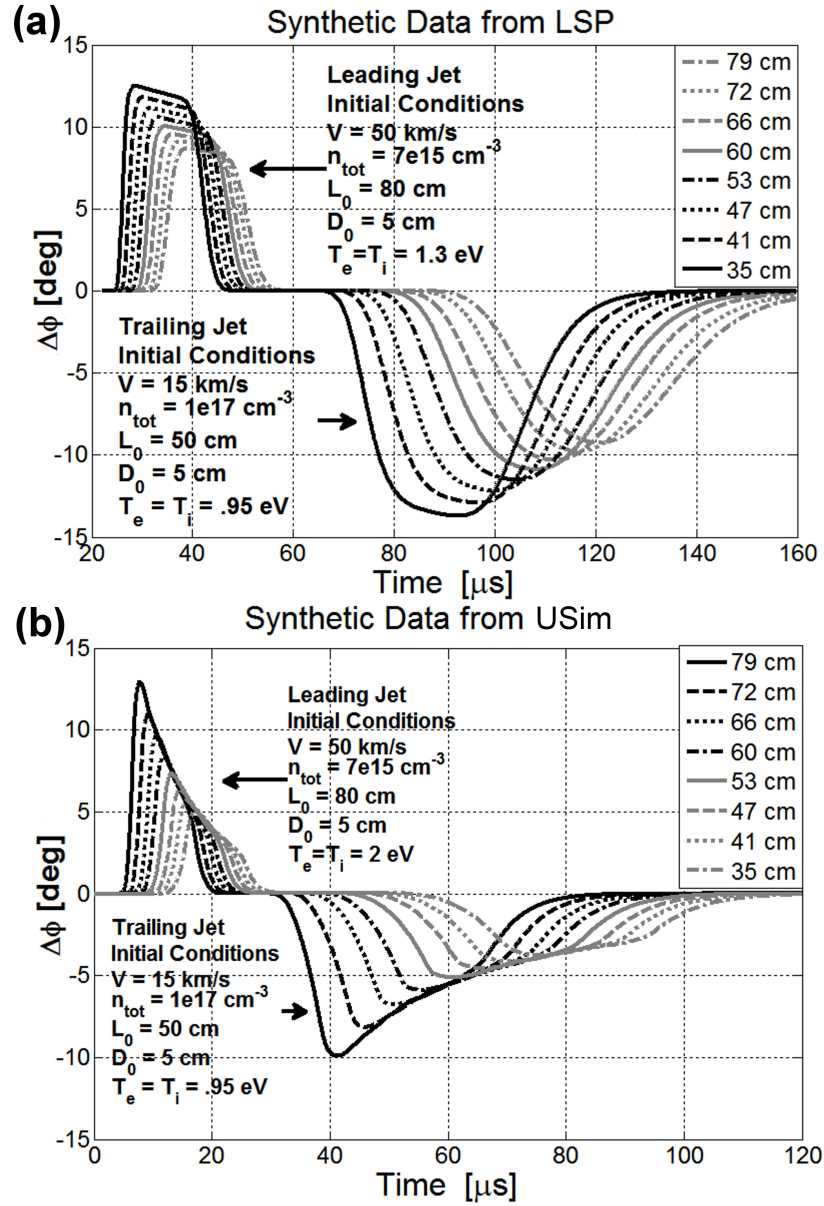 (a)
Synthetic Data from LSP
15
10
5
0
-5
-10
-15
Δϕ [deg]
Leading Jet
Initial Conditions
V = 50 km/s
n_tot = 7e15 cm^-3
L_0 = 80 cm
D_0 = 5 cm
T_e=T_i = 1.3 eV
79 cm
72 cm
66 cm
60 cm
53 cm
47 cm
41 cm
35 cm
Trailing Jet
Initial Conditions
V = 15 km/s
n_tot = 1e17 cm^-3
L_0 = 50 cm
D_0 = 5 cm
T_e = T_i = .95 eV
20 40 60 80 100 120 140 160
Time [μs]
(b)
Synthetic Data from USim
15
10
5
0
-5
-10
-15
Δϕ [deg]
Leading Jet
Initial Conditions
V = 50 km/s
n_tot = 7e15 cm^-3
L_0 = 80 cm
D_0 = 5 cm
T_e=T_i = 2 eV
79 cm
72 cm
66 cm
60 cm
53 cm
47 cm
41 cm
35 cm
Trailing Jet
Initial Conditions
V = 15 km/s
n_tot = 1e17 cm^-3
L_0 = 50 cm
D_0 = 5 cm
T_e = T_i = .95 eV
0 20 40 60 80 100 120
Time [μs]